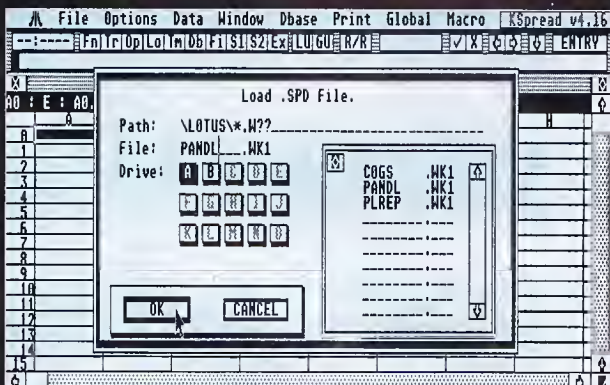 File Options Data Window Dbase Print Global Macro KSpread v4.16
--:---- Fn Tr Op Lo Tm Db Fi S1 S2 Ex LU GU R/R ENTRY
A0 : E : A0.
A H
Load .SPD File.
Path: \LOTUS\*.W??
File: PANDL___.WK1
Drive: A B C D E
F G H I J
K L M N O
COGS .WK1
PANDL .WK1
PLREP .WK1
OK CANCEL
0
1
2
3
4
5
6
7
8
9
10
11
12
13
14
15